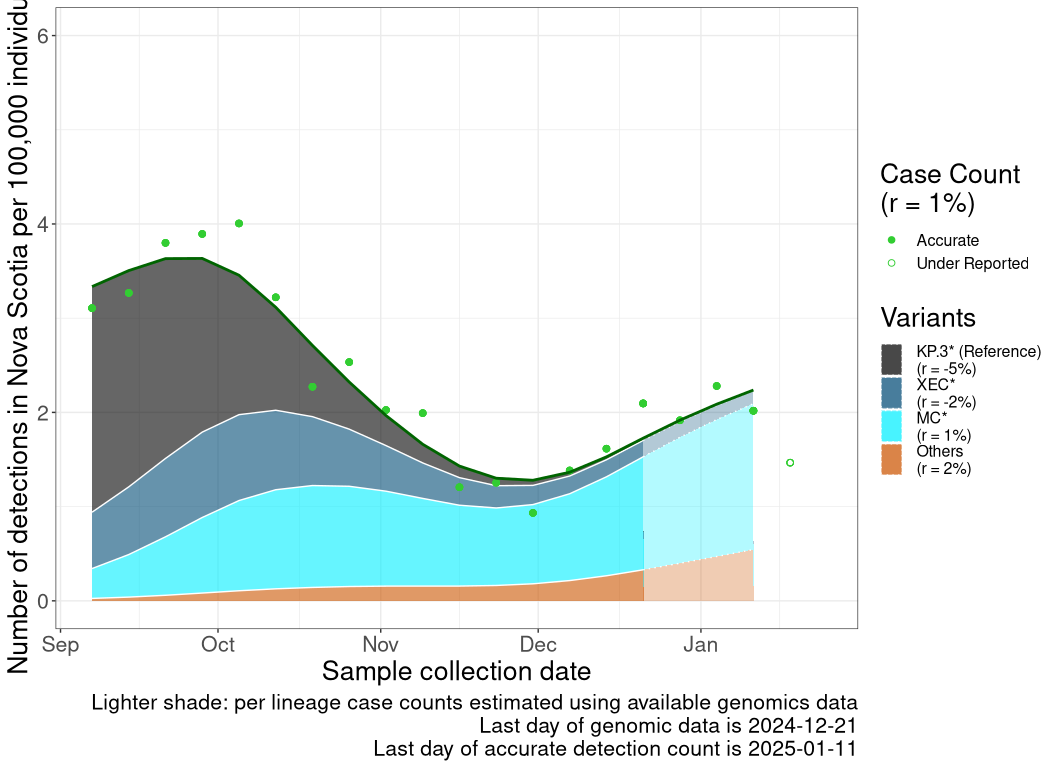 Number of detections in Nova Scotia per 100,000 individu
6
4
2
0
Sep Oct Nov Dec Jan
Sample collection date
Lighter shade: per lineage case counts estimated using available genomics data
Last day of genomic data is 2024-12-21
Last day of accurate detection count is 2025-01-11
Case Count
(r = 1%)
Accurate
Under Reported
Variants
KP.3* (Reference)
(r = -5%)
XEC*
(r = -2%)
MC*
(r = 1%)
Others
(r = 2%)